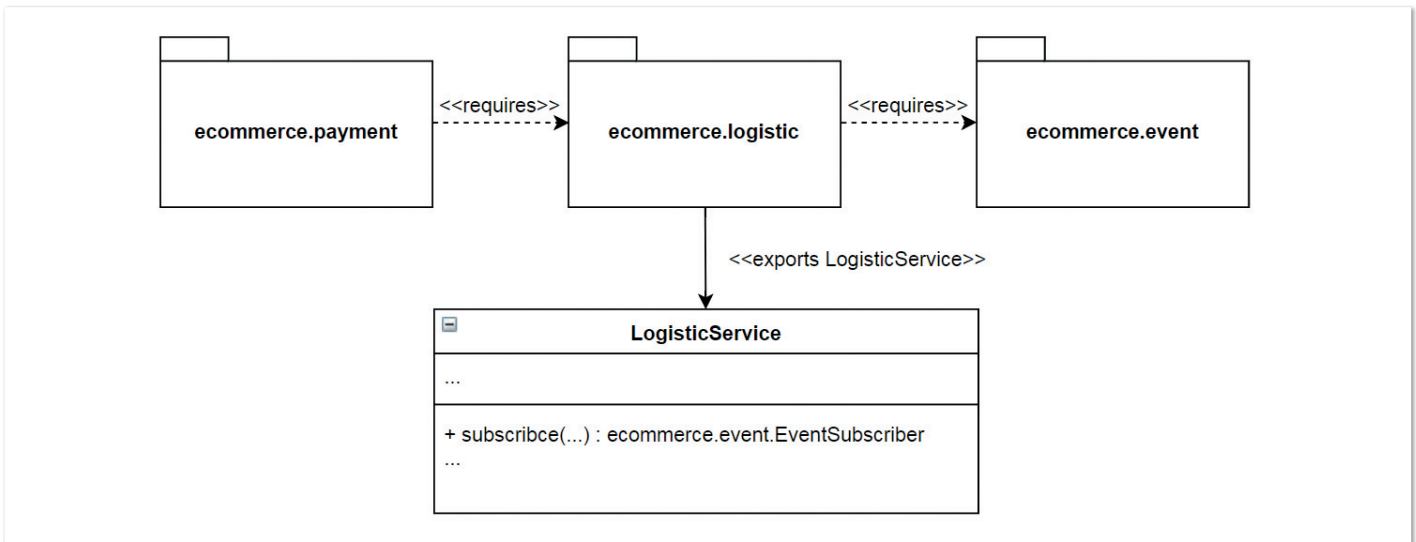 <<requires>>
<<requires>>
ecommerce.payment
ecommerce.logistic
ecommerce.event
<<exports LogisticService>>
LogisticService
...
+ subscribce(...) : ecommerce.event.EventSubscriber
...